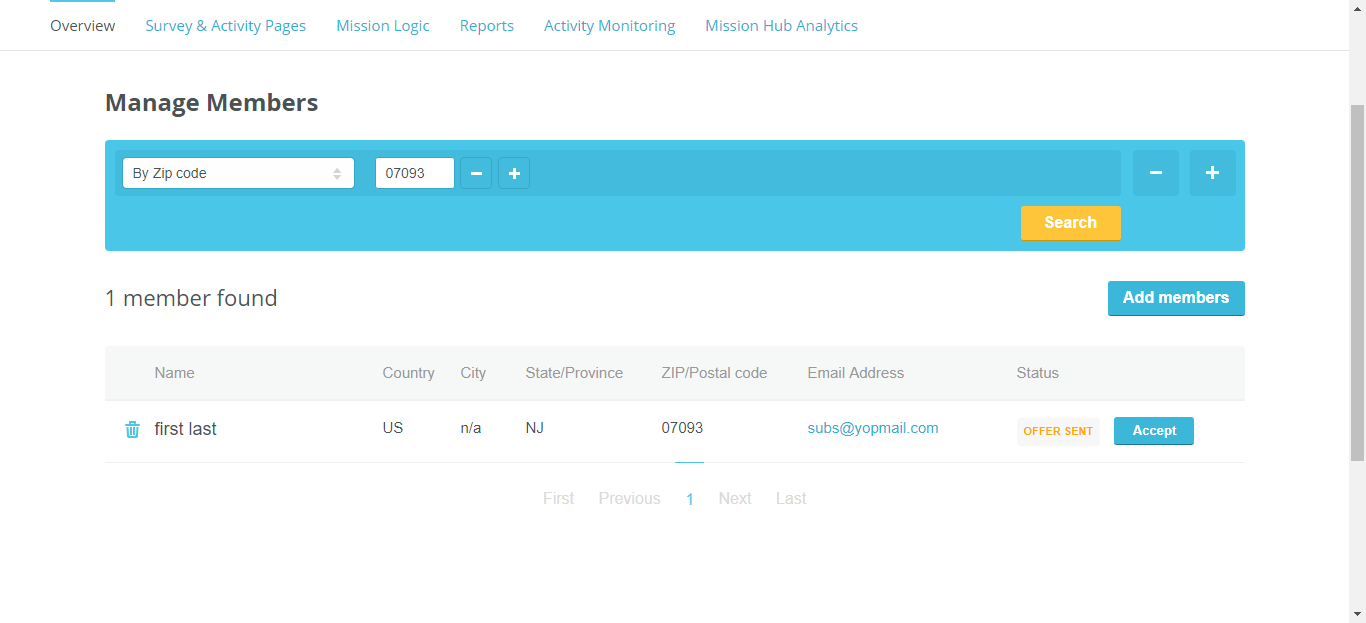 Overview Survey & Activity Pages Mission Logic Reports Activity Monitoring Mission Hub Analytics
Manage Members
By Zip code 07093
Search
1 member found Add members
Name Country City State/Province ZIP/Postal code Email Address Status
first last US n/a NJ 07093 subs@yopmail.com OFFER SENT Accept
First Previous 1 Next Last